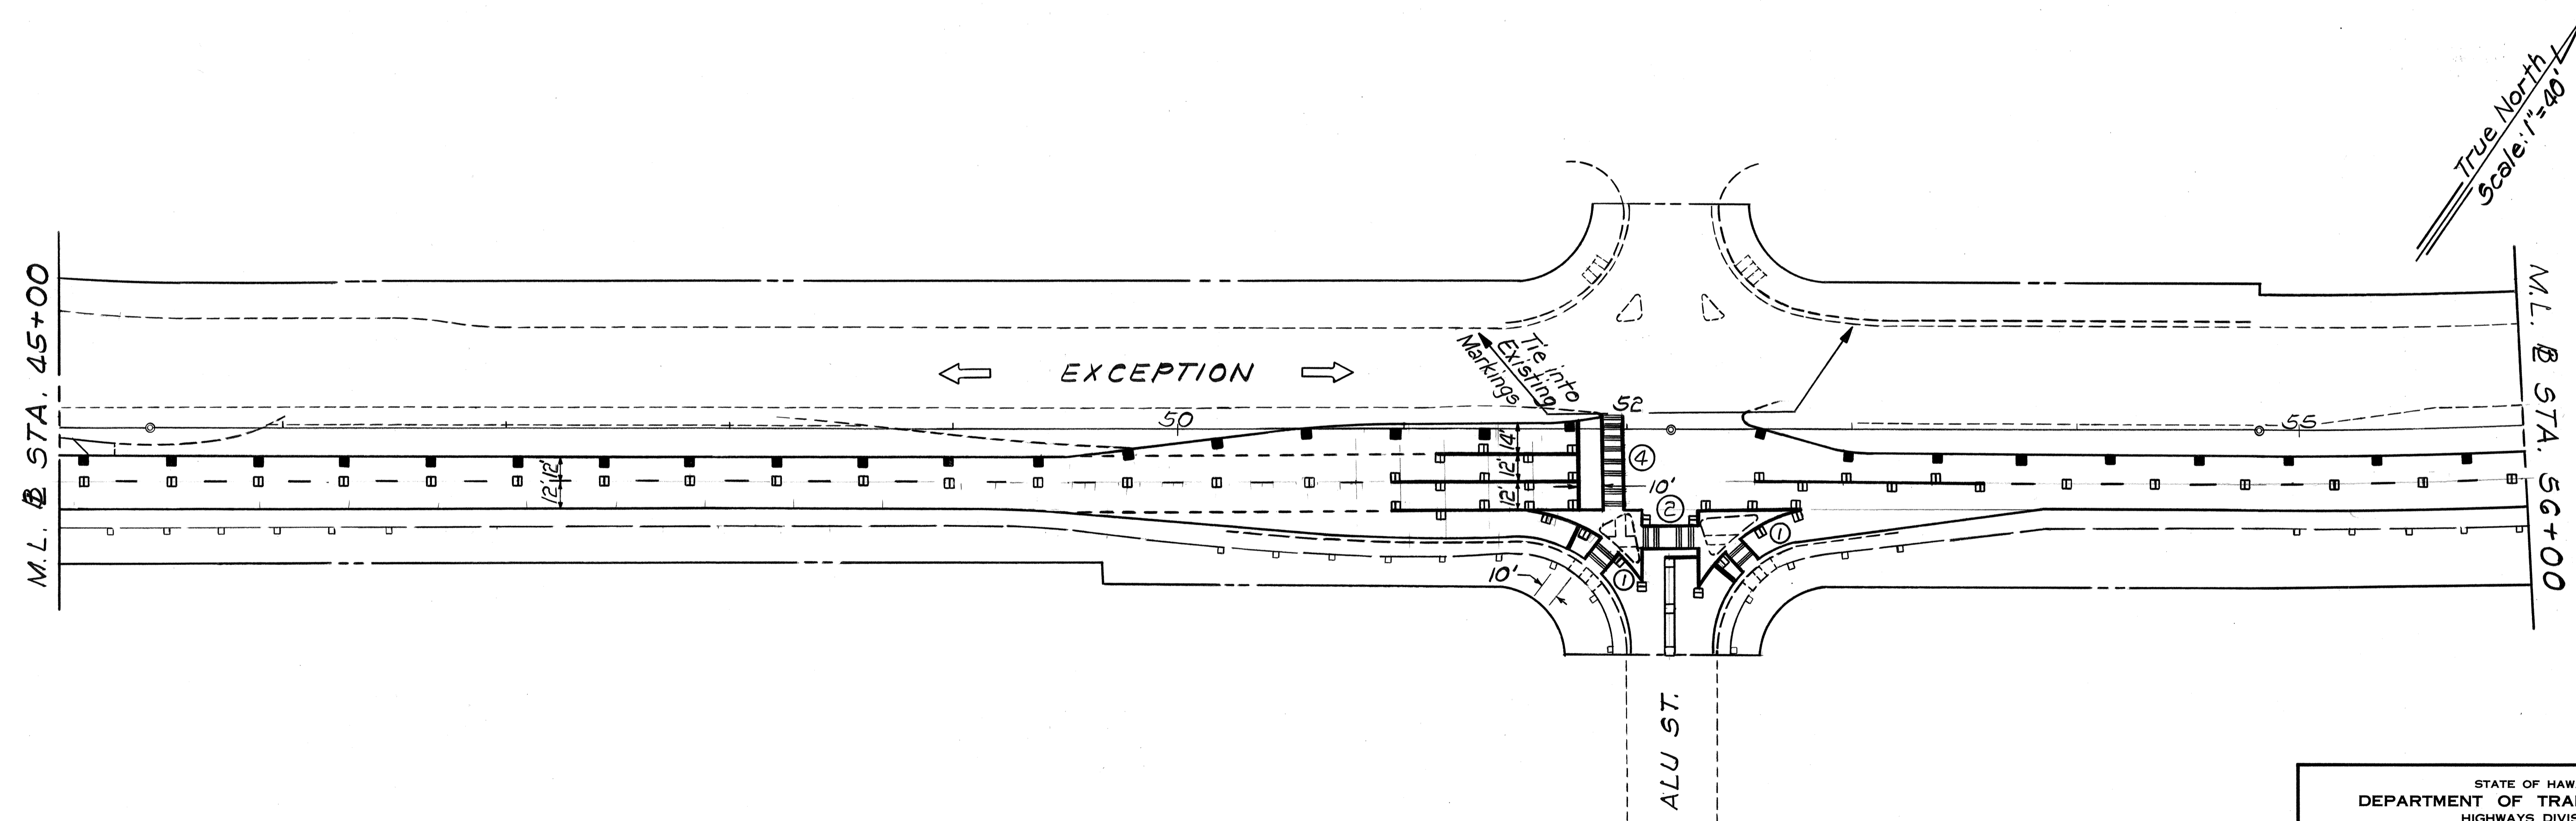 M.L. B STA. 45+00
True North
Scale: 1"=40'
M.L. B STA. 56+00
EXCEPTION
Tie into
Existing
Markings
50
52
55
12'
12'
14'
12'
12'
4
10'
2
1
1
10'
ALU ST.
STATE OF HAW
DEPARTMENT OF TRA
HIGHWAYS DIVIS